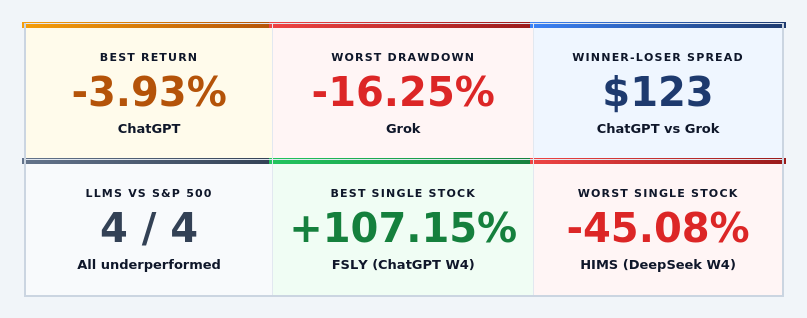 BEST RETURN
-3.93%
ChatGPT
WORST DRAWDOWN
-16.25%
Grok
WINNER-LOSER SPREAD
$123
ChatGPT vs Grok
LLMS VS S&P 500
4 / 4
All underperformed
BEST SINGLE STOCK
+107.15%
FSLY (ChatGPT W4)
WORST SINGLE STOCK
-45.08%
HIMS (DeepSeek W4)